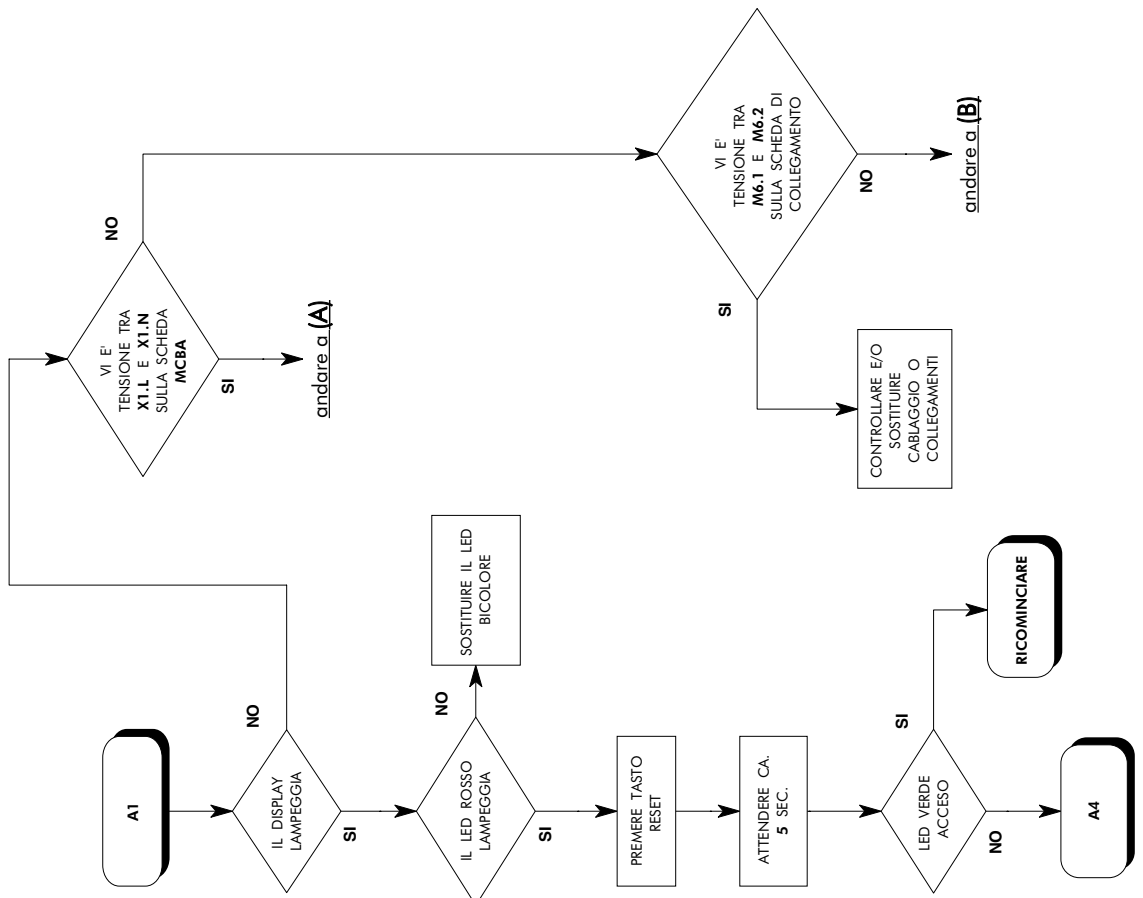 A1
IL DISPLAY
LAMPEGGIA
NO
SI
IL LED ROSSO
LAMPEGGIA
NO
SOSTITUIRE IL LED
BICOLORE
SI
PREMERE TASTO
RESET
ATTENDERE CA.
5 SEC.
LED VERDE
ACCESO
SI
RICOMINCIARE
NO
A4
VI E'
TENSIONE TRA
X1.L E X1.N
SULLA SCHEDA
MCBA
NO
SI
andare a (A)
VI E'
TENSIONE TRA
M6.1 E M6.2
SULLA SCHEDA DI
COLLEGAMENTO
SI
CONTROLLARE E/O
SOSTITUIRE
CABLAGGIO O
COLLEGAMENTI
NO
andare a (B)